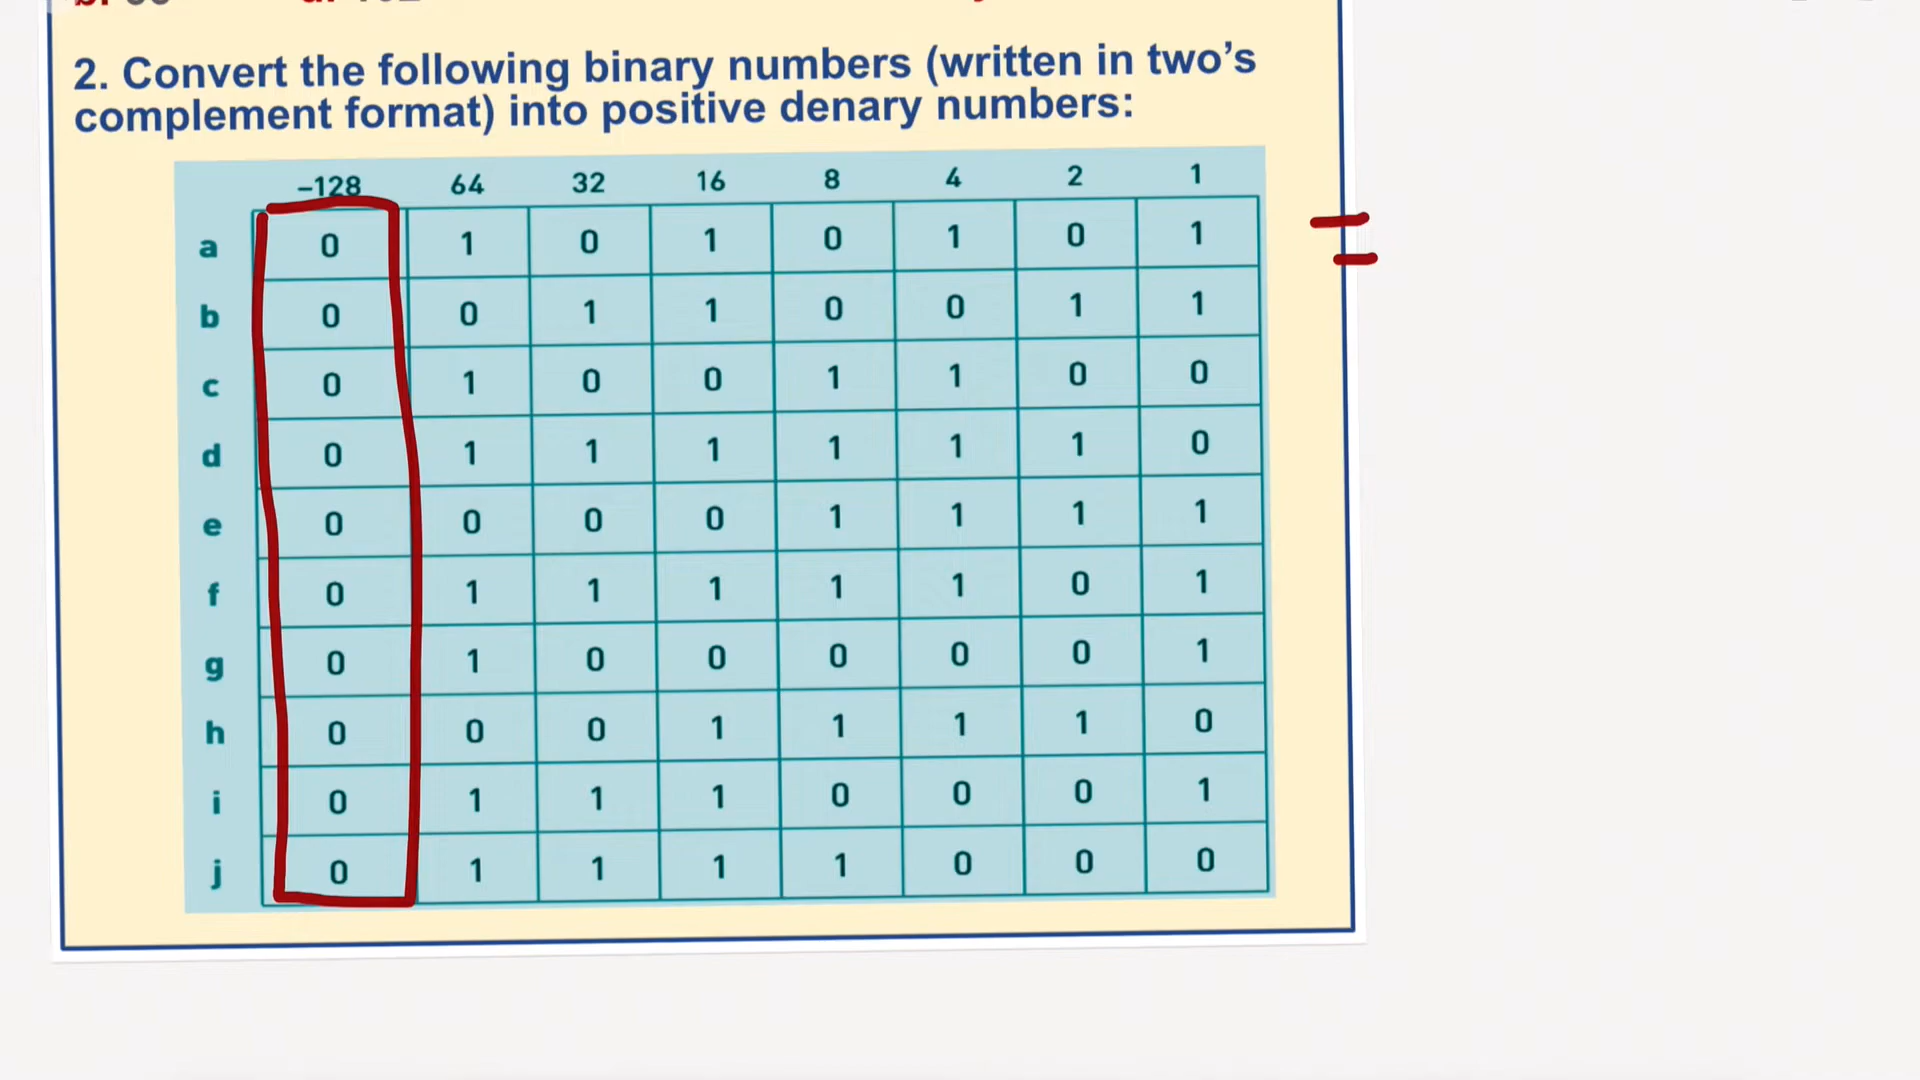 2. Convert the following binary numbers (written in two’s
complement format) into positive denary numbers:
–128 64 32 16 8 4 2 1
a 0 1 0 1 0 1 0 1
b 0 0 1 1 0 0 1 1
c 0 1 0 0 1 1 0 0
d 0 1 1 1 1 1 1 0
e 0 0 0 0 1 1 1 1
f 0 1 1 1 1 1 0 1
g 0 1 0 0 0 0 0 1
h 0 0 0 1 1 1 1 0
i 0 1 1 1 0 0 0 1
j 0 1 1 1 1 0 0 0
=